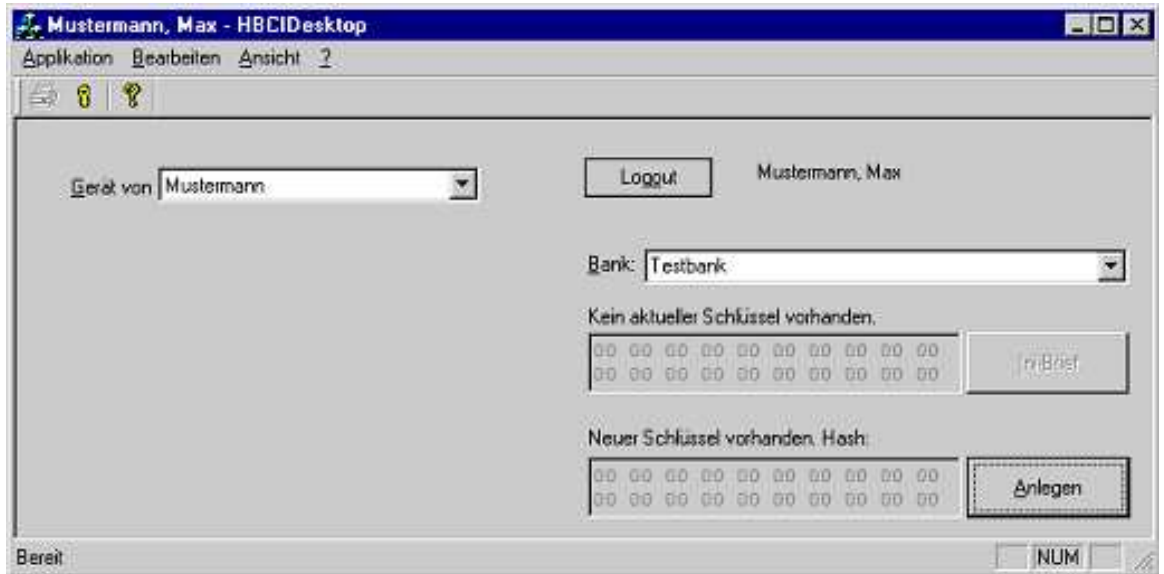 Mustermann, Max - HBCIDesktop
Applikation Bearbeiten Ansicht ?
Gerät von Mustermann
Loggut Mustermann, Max
Bank: Testbank
Kein aktueller Schlüssel vorhanden.
00 00 00 00 00 00 00 00 00 00
00 00 00 00 00 00 00 00 00 00
Ini-Brief
Neuer Schlüssel vorhanden. Hash:
00 00 00 00 00 00 00 00 00 00
00 00 00 00 00 00 00 00 00 00
Anlegen
Bereit NUM